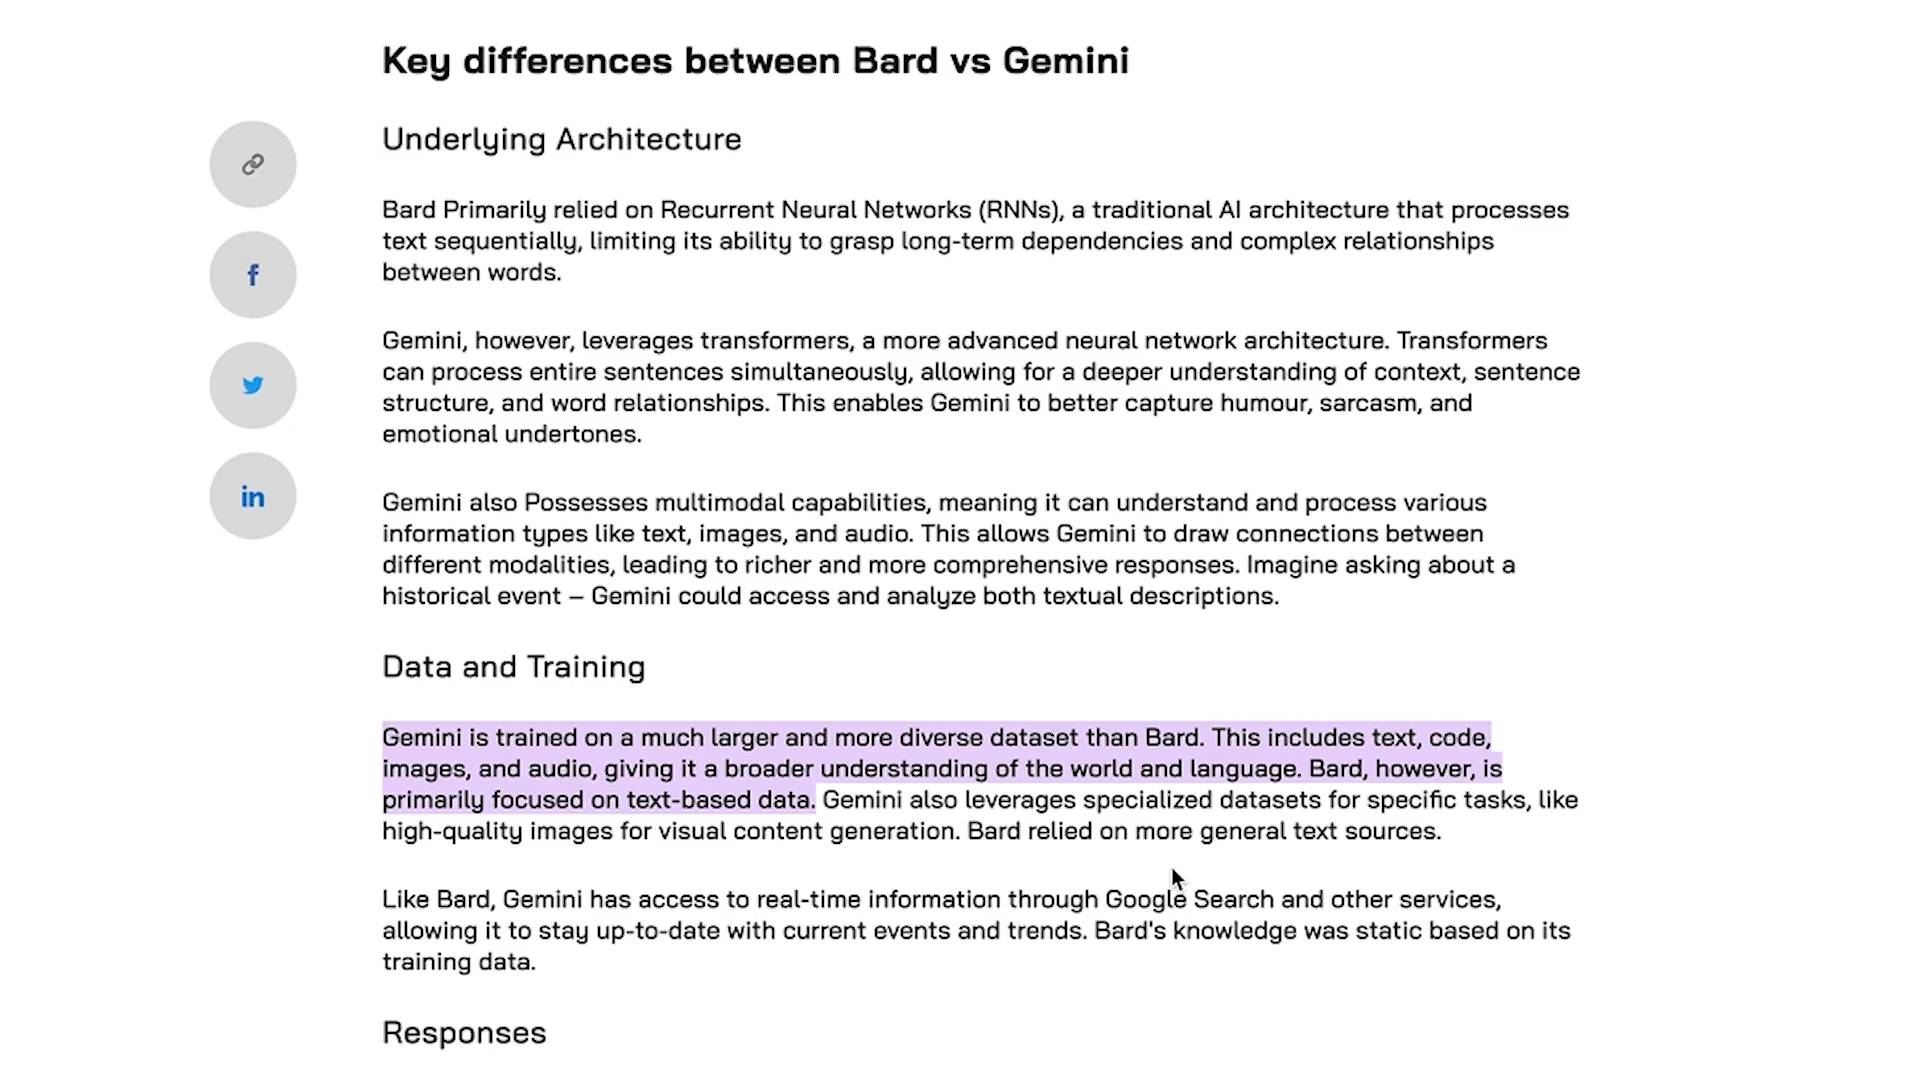 Key differences between Bard vs Gemini
Underlying Architecture
Bard Primarily relied on Recurrent Neural Networks (RNNs), a traditional AI architecture that processes
text sequentially, limiting its ability to grasp long-term dependencies and complex relationships
between words.
Gemini, however, leverages transformers, a more advanced neural network architecture. Transformers
can process entire sentences simultaneously, allowing for a deeper understanding of context, sentence
structure, and word relationships. This enables Gemini to better capture humour, sarcasm, and
emotional undertones.
Gemini also Possesses multimodal capabilities, meaning it can understand and process various
information types like text, images, and audio. This allows Gemini to draw connections between
different modalities, leading to richer and more comprehensive responses. Imagine asking about a
historical event – Gemini could access and analyze both textual descriptions.
Data and Training
Gemini is trained on a much larger and more diverse dataset than Bard. This includes text, code,
images, and audio, giving it a broader understanding of the world and language. Bard, however, is
primarily focused on text-based data. Gemini also leverages specialized datasets for specific tasks, like
high-quality images for visual content generation. Bard relied on more general text sources.
Like Bard, Gemini has access to real-time information through Google Search and other services,
allowing it to stay up-to-date with current events and trends. Bard's knowledge was static based on its
training data.
Responses
f
in